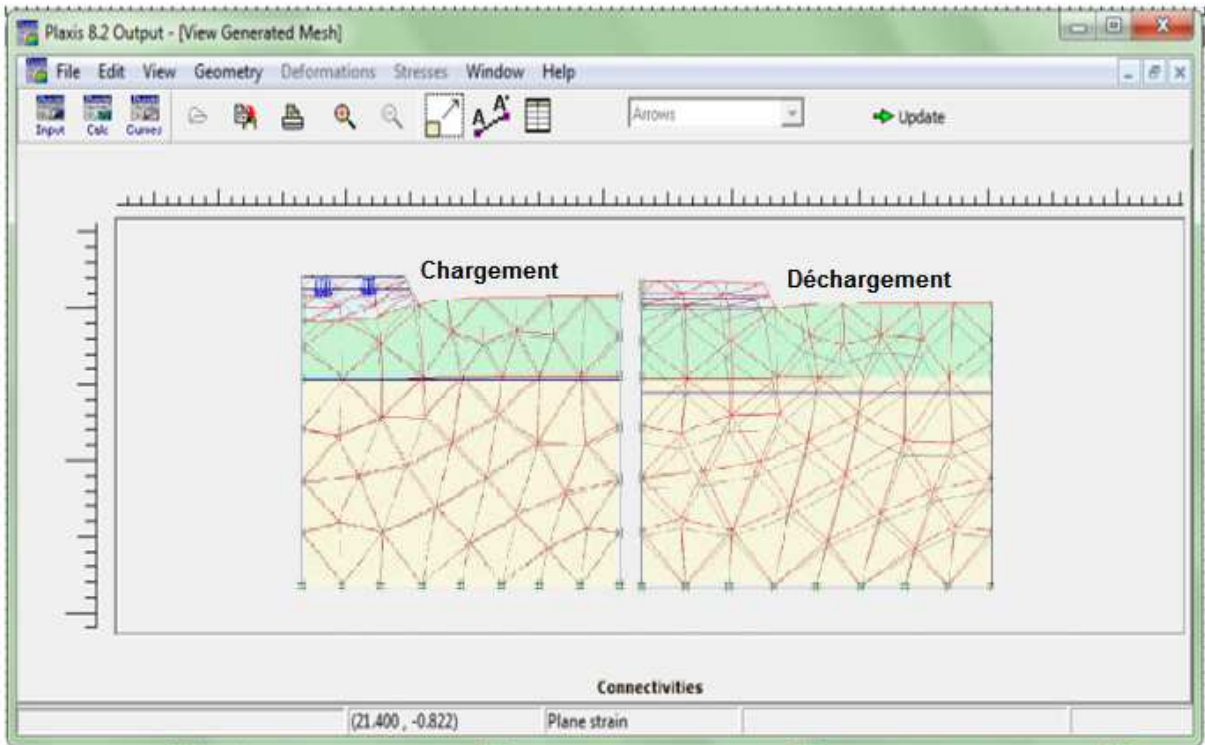 Plaxis 8.2 Output - [View Generated Mesh]
File Edit View Geometry Deformations Stresses Window Help
Input Calc Curves
A A*
Arrows
Update
Chargement
Déchargement
Connectivities
(21.400 , -0.822) Plane strain